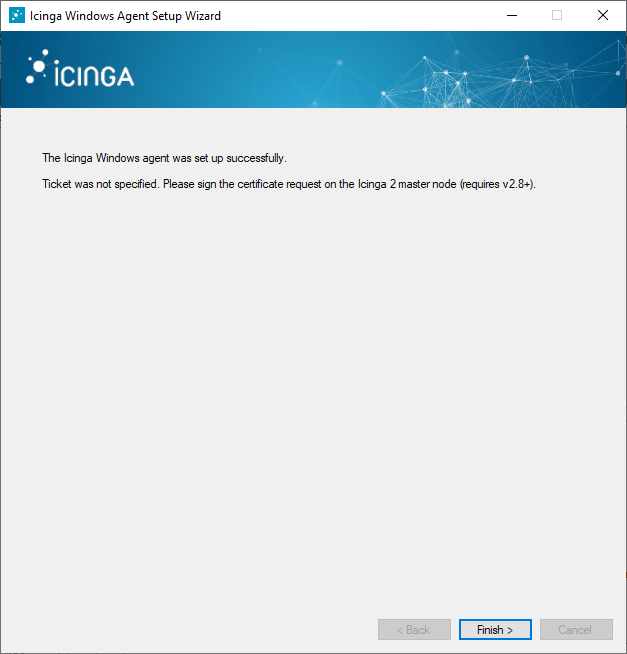 Icinga Windows Agent Setup Wizard
iCINGA
The Icinga Windows agent was set up successfully.
Ticket was not specified. Please sign the certificate request on the Icinga 2 master node (requires v2.8+).
< Back
Finish >
Cancel